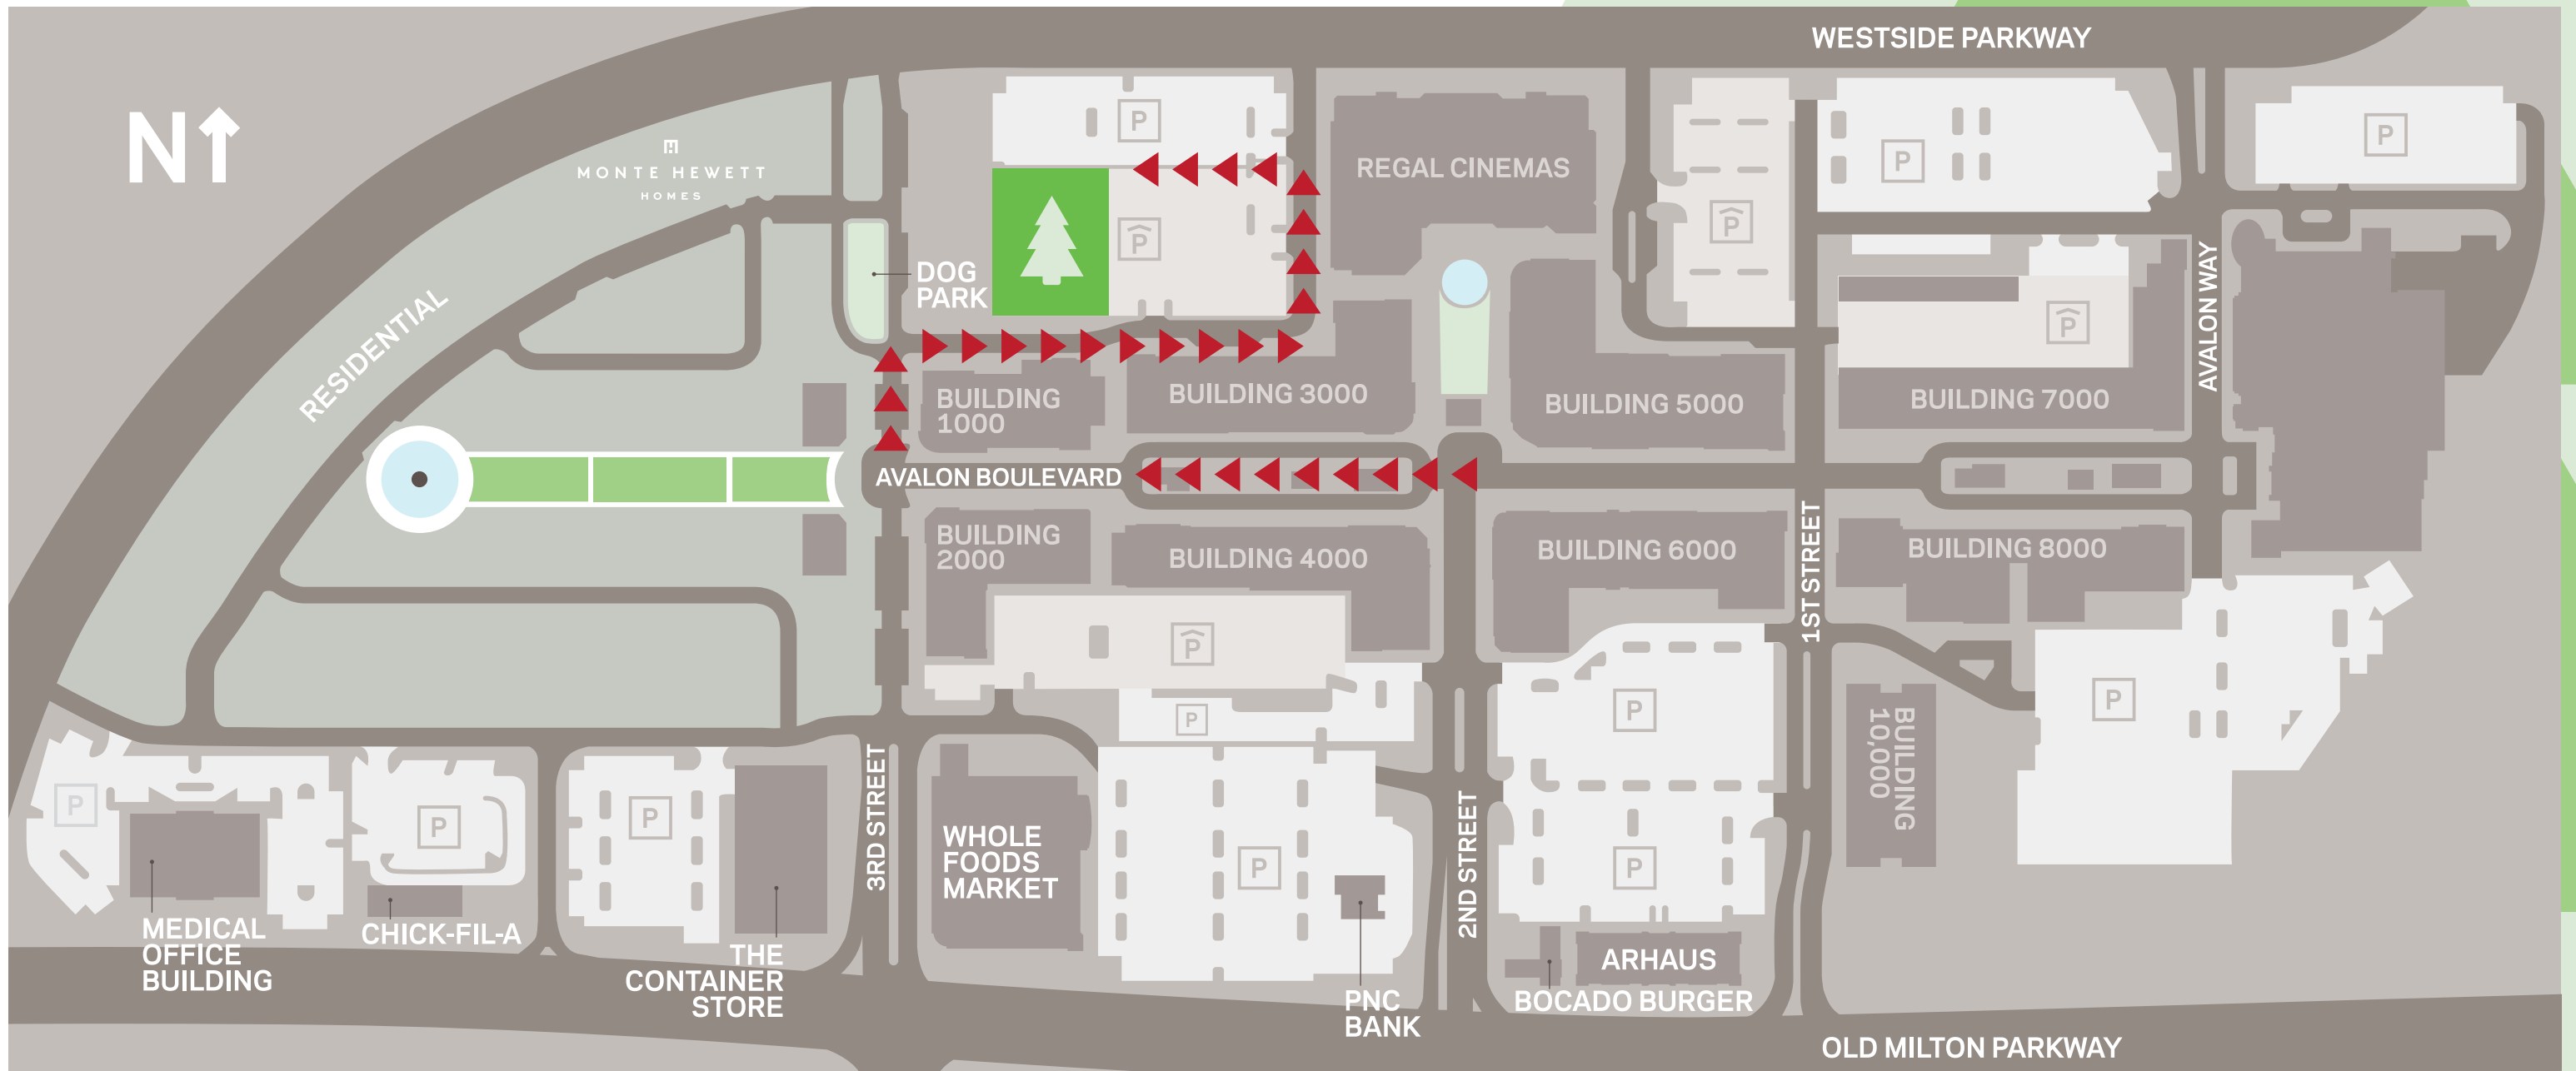 WESTSIDE PARKWAY
N
P
P
P
P
MONTE HEWETT
HOMES
REGAL CINEMAS
P
P
DOG
PARK
RESIDENTIAL
AVALON WAY
P
BUILDING
1000
BUILDING 3000
BUILDING 5000
BUILDING 7000
AVALON BOULEVARD
BUILDING
2000
BUILDING 4000
BUILDING 6000
1ST STREET
BUILDING 8000
P
P
P
P
BUILDING
10,000
3RD STREET
P
P
P
WHOLE
FOODS
MARKET
P
2ND STREET
P
MEDICAL
OFFICE
BUILDING
CHICK-FIL-A
THE
CONTAINER
STORE
PNC
BANK
ARHAUS
BOCADO BURGER
OLD MILTON PARKWAY